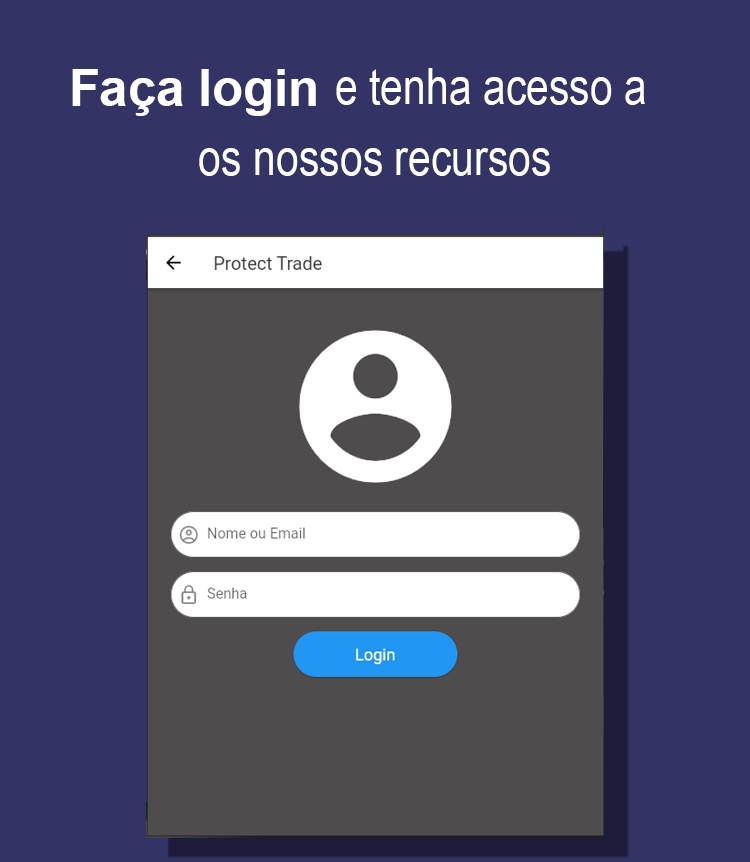 Faça login e tenha acesso a
os nossos recursos
Protect Trade
Nome ou Email
Senha
Login